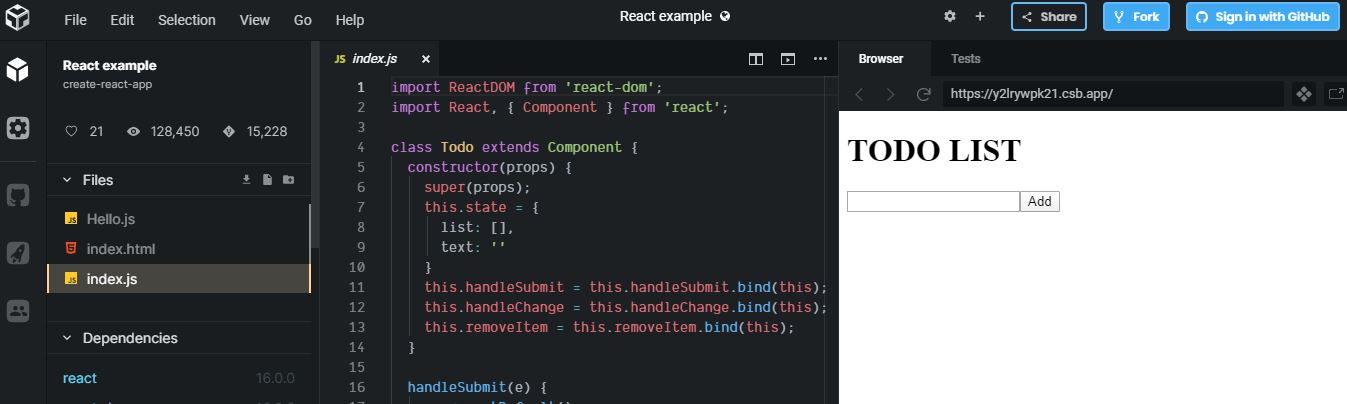 File Edit Selection View Go Help
React example
Share
Fork
Sign in with GitHub
React example
create-react-app
21 128,450 15,228
Files
JS Hello.js
index.html
JS index.js
Dependencies
react 16.0.0
JS index.js
1 import ReactDOM from 'react-dom';
2 import React, { Component } from 'react';
3
4 class Todo extends Component {
5 constructor(props) {
6 super(props);
7 this.state = {
8 list: [],
9 text: ''
10 }
11 this.handleSubmit = this.handleSubmit.bind(this);
12 this.handleChange = this.handleChange.bind(this);
13 this.removeItem = this.removeItem.bind(this);
14 }
15
16 handleSubmit(e) {
Browser Tests
https://y2lrywpk21.csb.app/
TODO LIST
Add